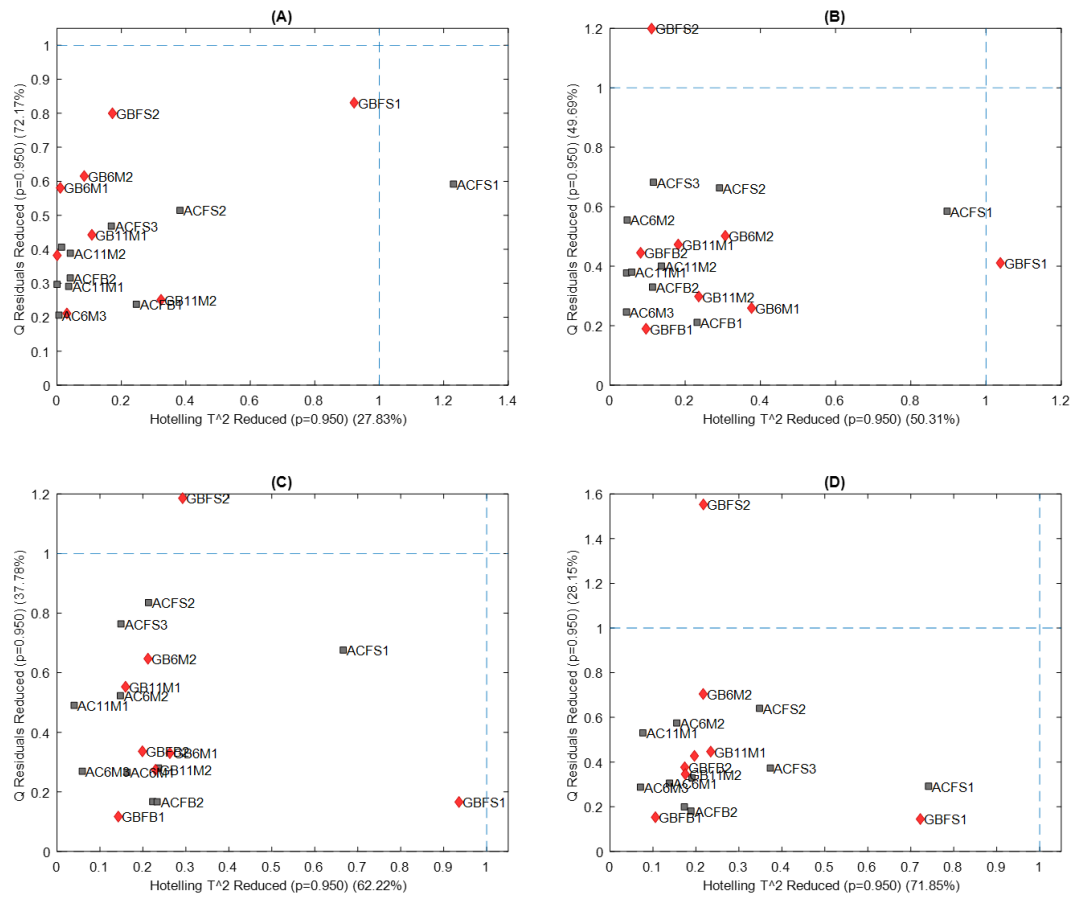 (A)
Q Residuals Reduced (p=0.950) (72.17%)
1
0.9
0.8
0.7
0.6
0.5
0.4
0.3
0.2
0.1
0
GBFS2
GBFS1
GB6M2
GB6M1
ACFS1
ACFS2
ACFS3
GB11M1
AC11M2
ACFB2
AC11M1
GB11M2
ACFB1
AC6M3
0 0.2 0.4 0.6 0.8 1 1.2 1.4
Hotelling T^2 Reduced (p=0.950) (27.83%)
(B)
Q Residuals Reduced (p=0.950) (49.69%)
1.2
1
0.8
0.6
0.4
0.2
0
GBFS2
ACFS3
ACFS2
AC6M2
ACFS1
GB6M2
GB11M1
GBFB2
GBFS1
AC11M2
AC11M1
ACFB2
GB11M2
GB6M1
AC6M3
ACFB1
GBFB1
0 0.2 0.4 0.6 0.8 1 1.2
Hotelling T^2 Reduced (p=0.950) (50.31%)
(C)
Q Residuals Reduced (p=0.950) (37.78%)
1.2
1
0.8
0.6
0.4
0.2
0
GBFS2
ACFS2
ACFS3
ACFS1
GB6M2
GB11M1
AC6M2
AC11M1
GBFB2
GB6M1
AC6M3
AC6M1
GB11M2
ACFB2
GBFS1
GBFB1
0 0.1 0.2 0.3 0.4 0.5 0.6 0.7 0.8 0.9 1
Hotelling T^2 Reduced (p=0.950) (62.22%)
(D)
Q Residuals Reduced (p=0.950) (28.15%)
1.6
1.4
1.2
1
0.8
0.6
0.4
0.2
0
GBFS2
GB6M2
ACFS2
AC6M2
AC11M1
GB11M1
GBFB2
ACFS3
GB11M2
AC6M1
AC6M3
ACFS1
ACFB2
GBFB1
GBFS1
0 0.1 0.2 0.3 0.4 0.5 0.6 0.7 0.8 0.9 1
Hotelling T^2 Reduced (p=0.950) (71.85%)